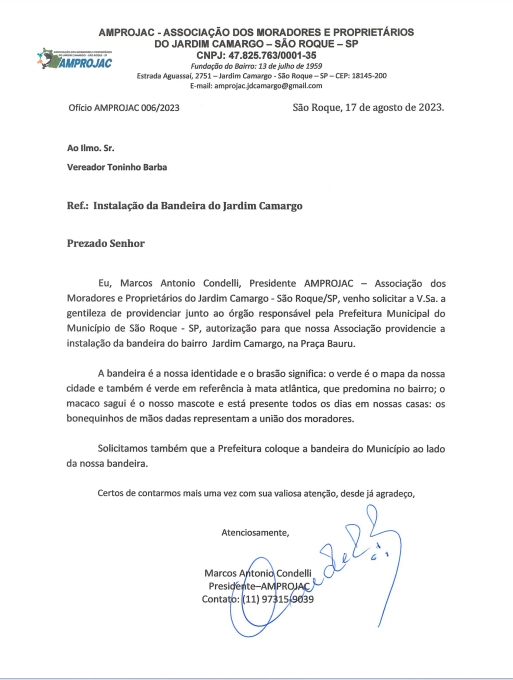 AMPROJAC - ASSOCIAÇÃO DOS MORADORES E PROPRIETÁRIOS
DO JARDIM CAMARGO – SÃO ROQUE – SP
CNPJ: 47.825.763/0001-35
Fundação do Bairro: 13 de julho de 1959
Estrada Aguassaí, 2751 – Jardim Camargo - São Roque – SP – CEP: 18145-200
E-mail: amprojac.jdcamargo@gmail.com
AMPROJAC
Ofício AMPROJAC 006/2023
São Roque, 17 de agosto de 2023.
Ao Ilmo. Sr.
Vereador Toninho Barba
Ref.: Instalação da Bandeira do Jardim Camargo
Prezado Senhor
Eu, Marcos Antonio Condelli, Presidente AMPROJAC – Associação dos
Moradores e Proprietários do Jardim Camargo - São Roque/SP, venho solicitar a V.Sa. a
gentileza de providenciar junto ao órgão responsável pela Prefeitura Municipal do
Município de São Roque - SP, autorização para que nossa Associação providencie a
instalação da bandeira do bairro Jardim Camargo, na Praça Bauru.
A bandeira é a nossa identidade e o brasão significa: o verde é o mapa da nossa
cidade e também é verde em referência à mata atlântica, que predomina no bairro; o
macaco sagui é o nosso mascote e está presente todos os dias em nossas casas: os
bonequinhos de mãos dadas representam a união dos moradores.
Solicitamos também que a Prefeitura coloque a bandeira do Município ao lado
da nossa bandeira.
Certos de contarmos mais uma vez com sua valiosa atenção, desde já agradeço,
Atenciosamente,
Marcos Antonio Condelli
Presidente–AMPROJAC
Contato: (11) 97315-9039